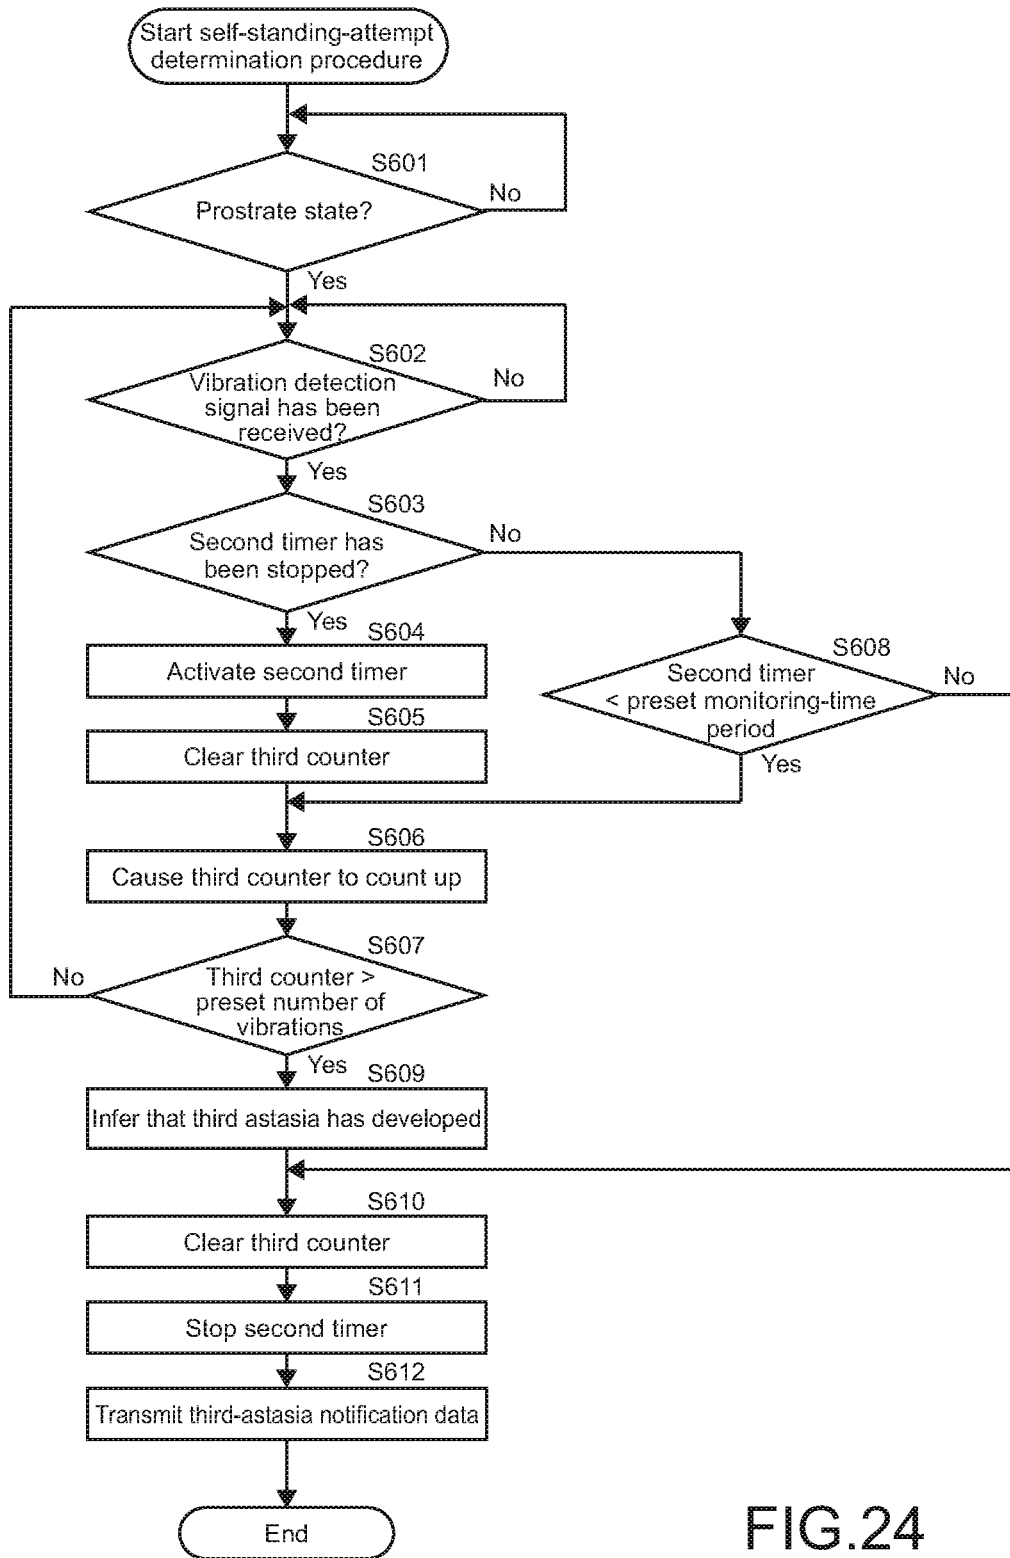 Start self-standing-attempt
determination procedure
S601
Prostrate state?
No
Yes
S602
Vibration detection
signal has been
received?
No
Yes
S603
Second timer has
been stopped?
No
Yes
S604
Activate second timer
S608
Second timer
< preset monitoring-time
period
No
Yes
S605
Clear third counter
S606
Cause third counter to count up
S607
Third counter >
preset number of
vibrations
No
Yes
S609
Infer that third astasia has developed
S610
Clear third counter
S611
Stop second timer
S612
Transmit third-astasia notification data
End
FIG.24